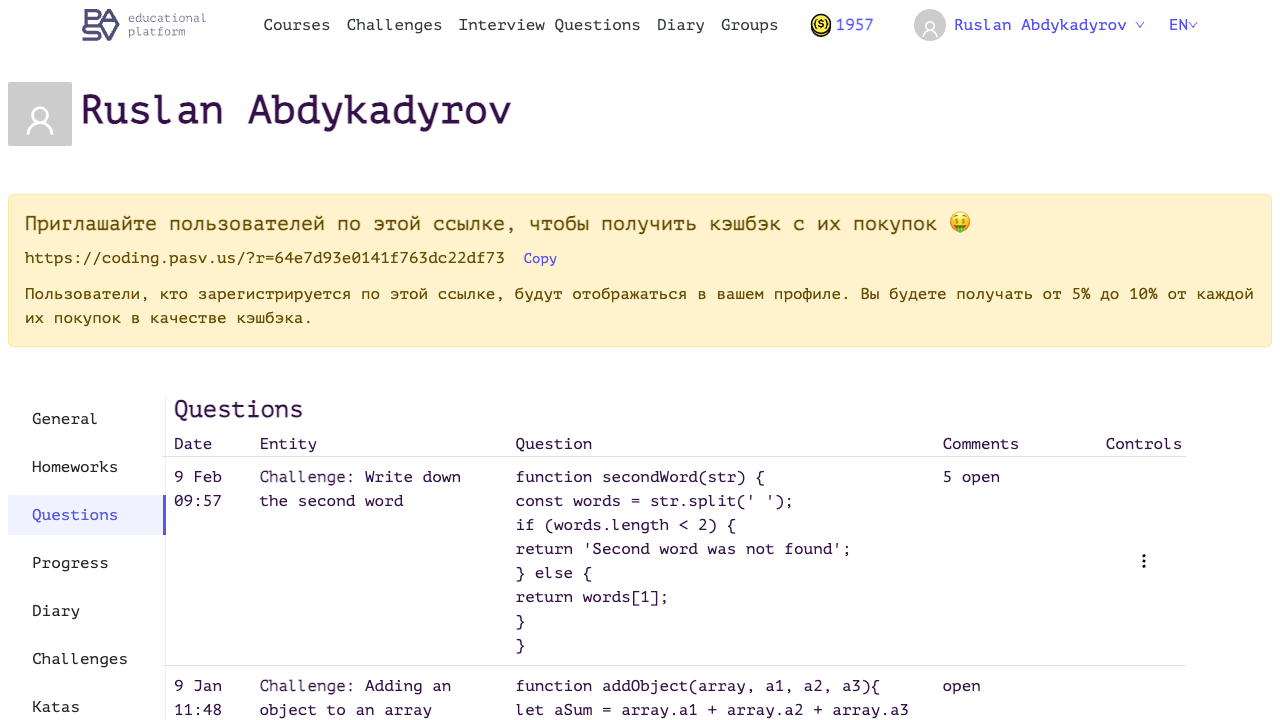 PASV educational platform
Courses Challenges Interview Questions Diary Groups 1957 Ruslan Abdykadyrov EN
Ruslan Abdykadyrov
Приглашайте пользователей по этой ссылке, чтобы получить кэшбэк с их покупок 🤑
https://coding.pasv.us/?r=64e7d93e0141f763dc22df73 Copy
Пользователи, кто зарегистрируется по этой ссылке, будут отображаться в вашем профиле. Вы будете получать от 5% до 10% от каждой
их покупок в качестве кэшбэка.
General
Homeworks
Questions
Progress
Diary
Challenges
Katas
Questions
Date Entity Question Comments Controls
9 Feb
09:57
Challenge: Write down
the second word
function secondWord(str) {
const words = str.split(' ');
if (words.length < 2) {
return 'Second word was not found';
} else {
return words[1];
}
}
5 open
9 Jan
11:48
Challenge: Adding an
object to an array
function addObject(array, a1, a2, a3){
let aSum = array.a1 + array.a2 + array.a3
open